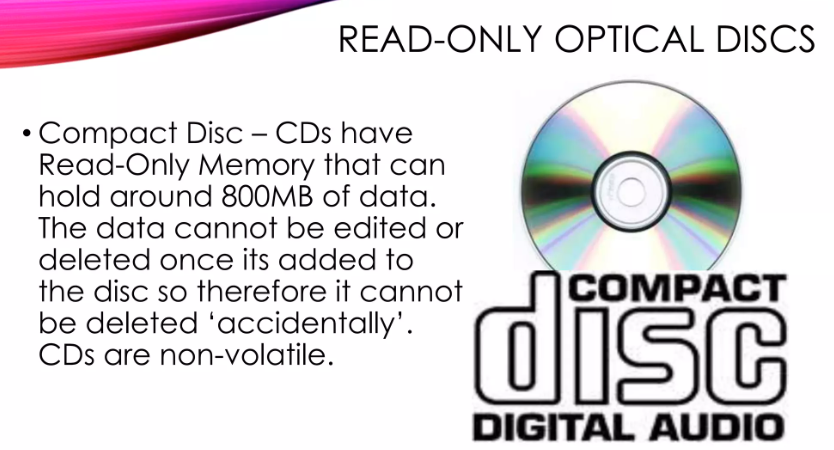 READ-ONLY OPTICAL DISCS
• Compact Disc – CDs have
Read-Only Memory that can
hold around 800MB of data.
The data cannot be edited or
deleted once its added to
the disc so therefore it cannot
be deleted ‘accidentally’.
CDs are non-volatile.
COMPACT
disc
DIGITAL AUDIO